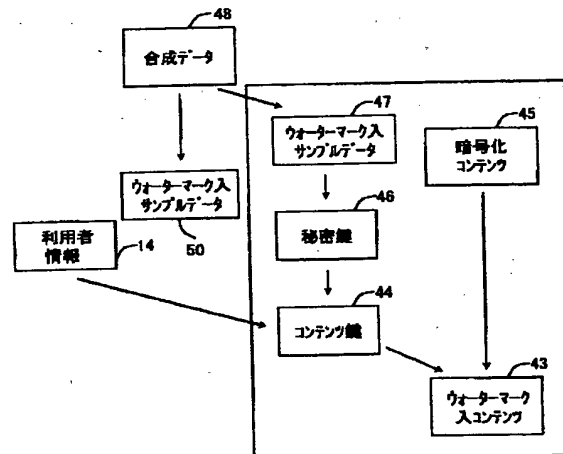 48
合成データ
47
ウォーターマーク入
サンプルデータ
45
暗号化
コンテンツ
ウォーターマーク入
サンプルデータ
50
46
秘密鍵
利用者
情報
14
44
コンテンツ鍵
43
ウォーターマーク
入コンテンツ